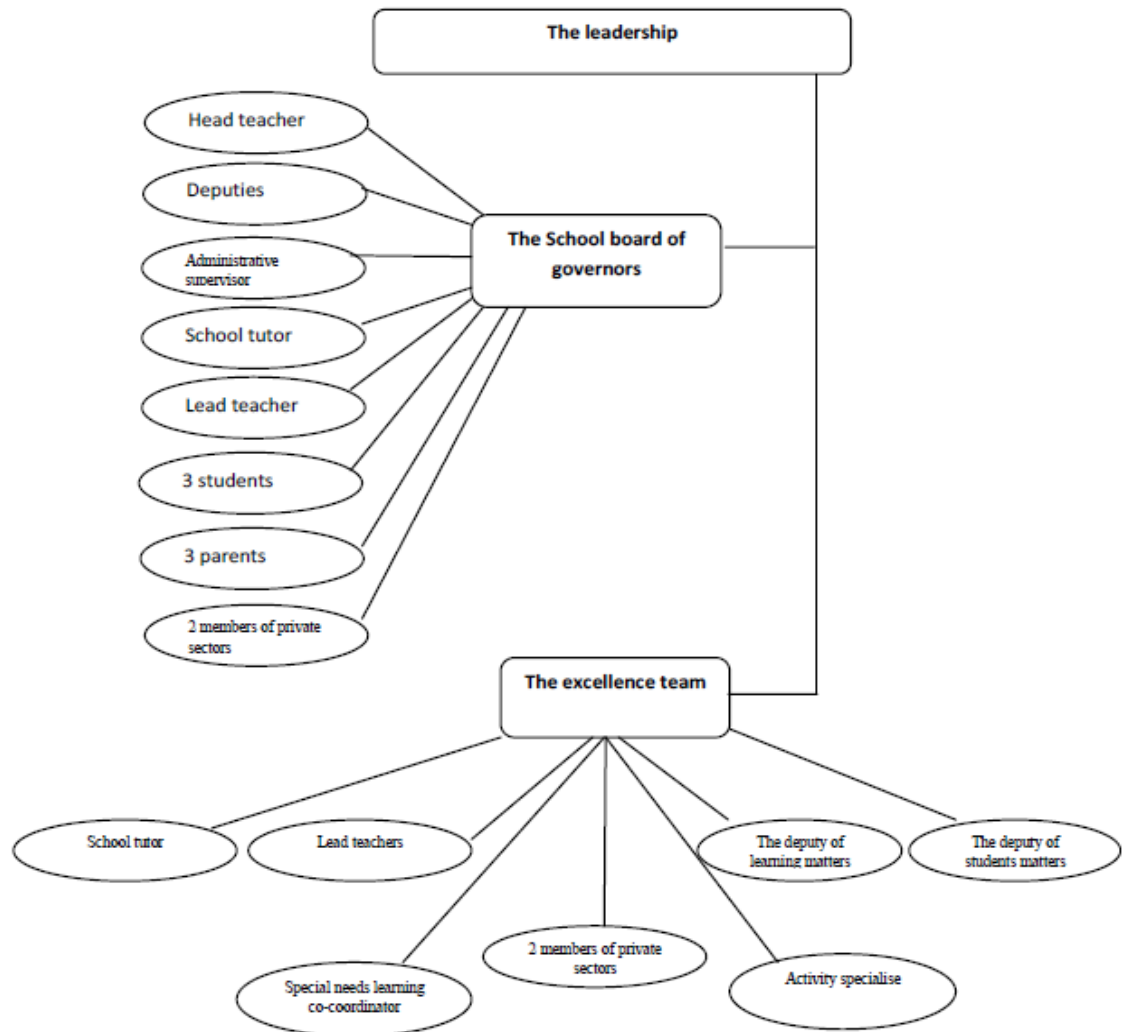 The leadership
Head teacher
Deputies
The School board of
governors
Administrative
supervisor
School tutor
Lead teacher
3 students
3 parents
2 members of private
sectors
The excellence team
School tutor
Lead teachers
The deputy of
learning matters
The deputy of
students matters
2 members of private
sectors
Special needs learning
co-coordinator
Activity specialise